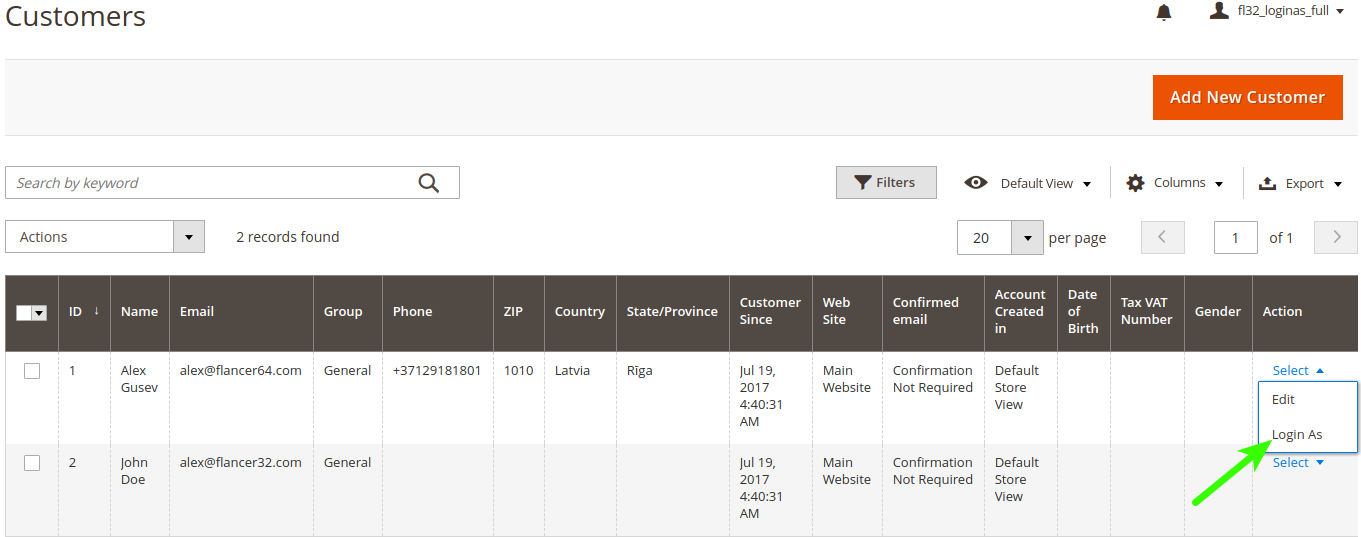 Customers
fl32_loginas_full
Add New Customer
Search by keyword
Filters
Default View
Columns
Export
Actions
2 records found
20
per page
1
of 1
ID ↓
Name
Email
Group
Phone
ZIP
Country
State/Province
Customer
Since
Web
Site
Confirmed
email
Account
Created
in
Date
of
Birth
Tax VAT
Number
Gender
Action
1
Alex
Gusev
alex@flancer64.com
General
+37129181801
1010
Latvia
Rīga
Jul 19,
2017
4:40:31
AM
Main
Website
Confirmation
Not Required
Default
Store
View
Select
Edit
Login As
2
John
Doe
alex@flancer32.com
General
Jul 19,
2017
4:40:31
AM
Main
Website
Confirmation
Not Required
Default
Store
View
Select